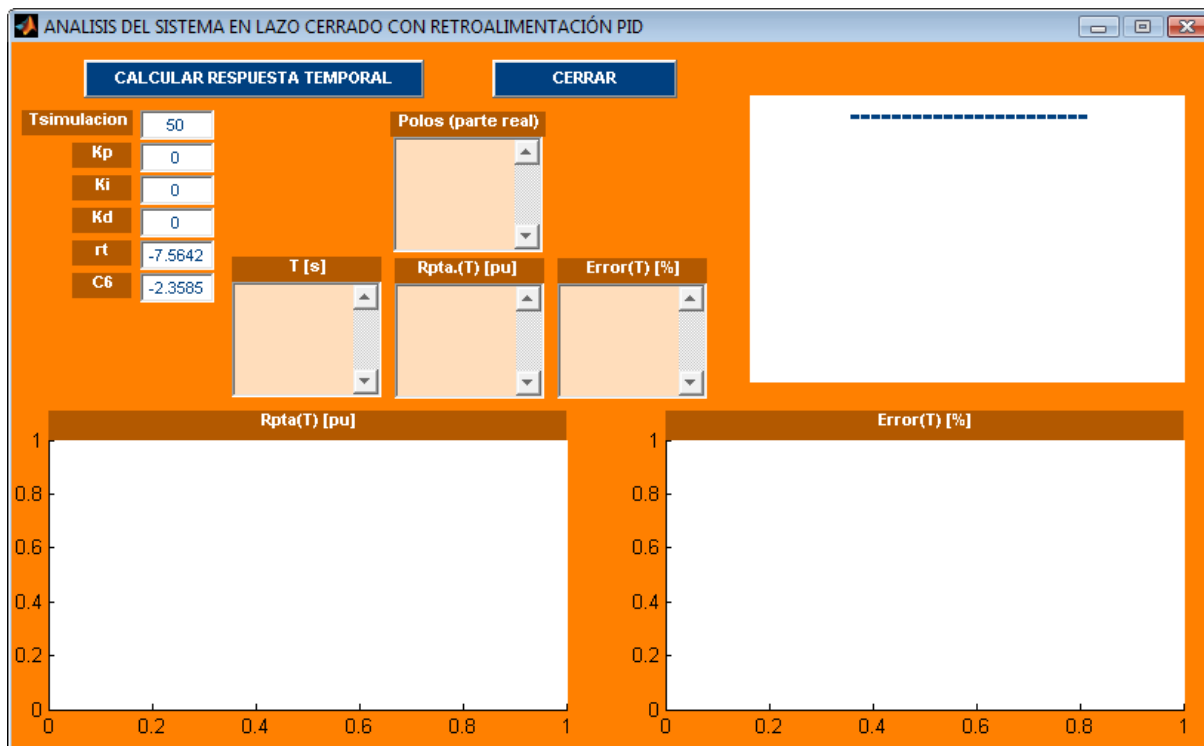 ANALISIS DEL SISTEMA EN LAZO CERRADO CON RETROALIMENTACIÓN PID
CALCULAR RESPUESTA TEMPORAL
CERRAR
Tsimulacion 50
Kp 0
Ki 0
Kd 0
rt -7.5642
C6 -2.3585
Polos (parte real)
-----------------------
T [s]
Rpta.(T) [pu]
Error(T) [%]
Rpta(T) [pu]
1
0.8
0.6
0.4
0.2
0
0 0.2 0.4 0.6 0.8 1
Error(T) [%]
1
0.8
0.6
0.4
0.2
0
0 0.2 0.4 0.6 0.8 1